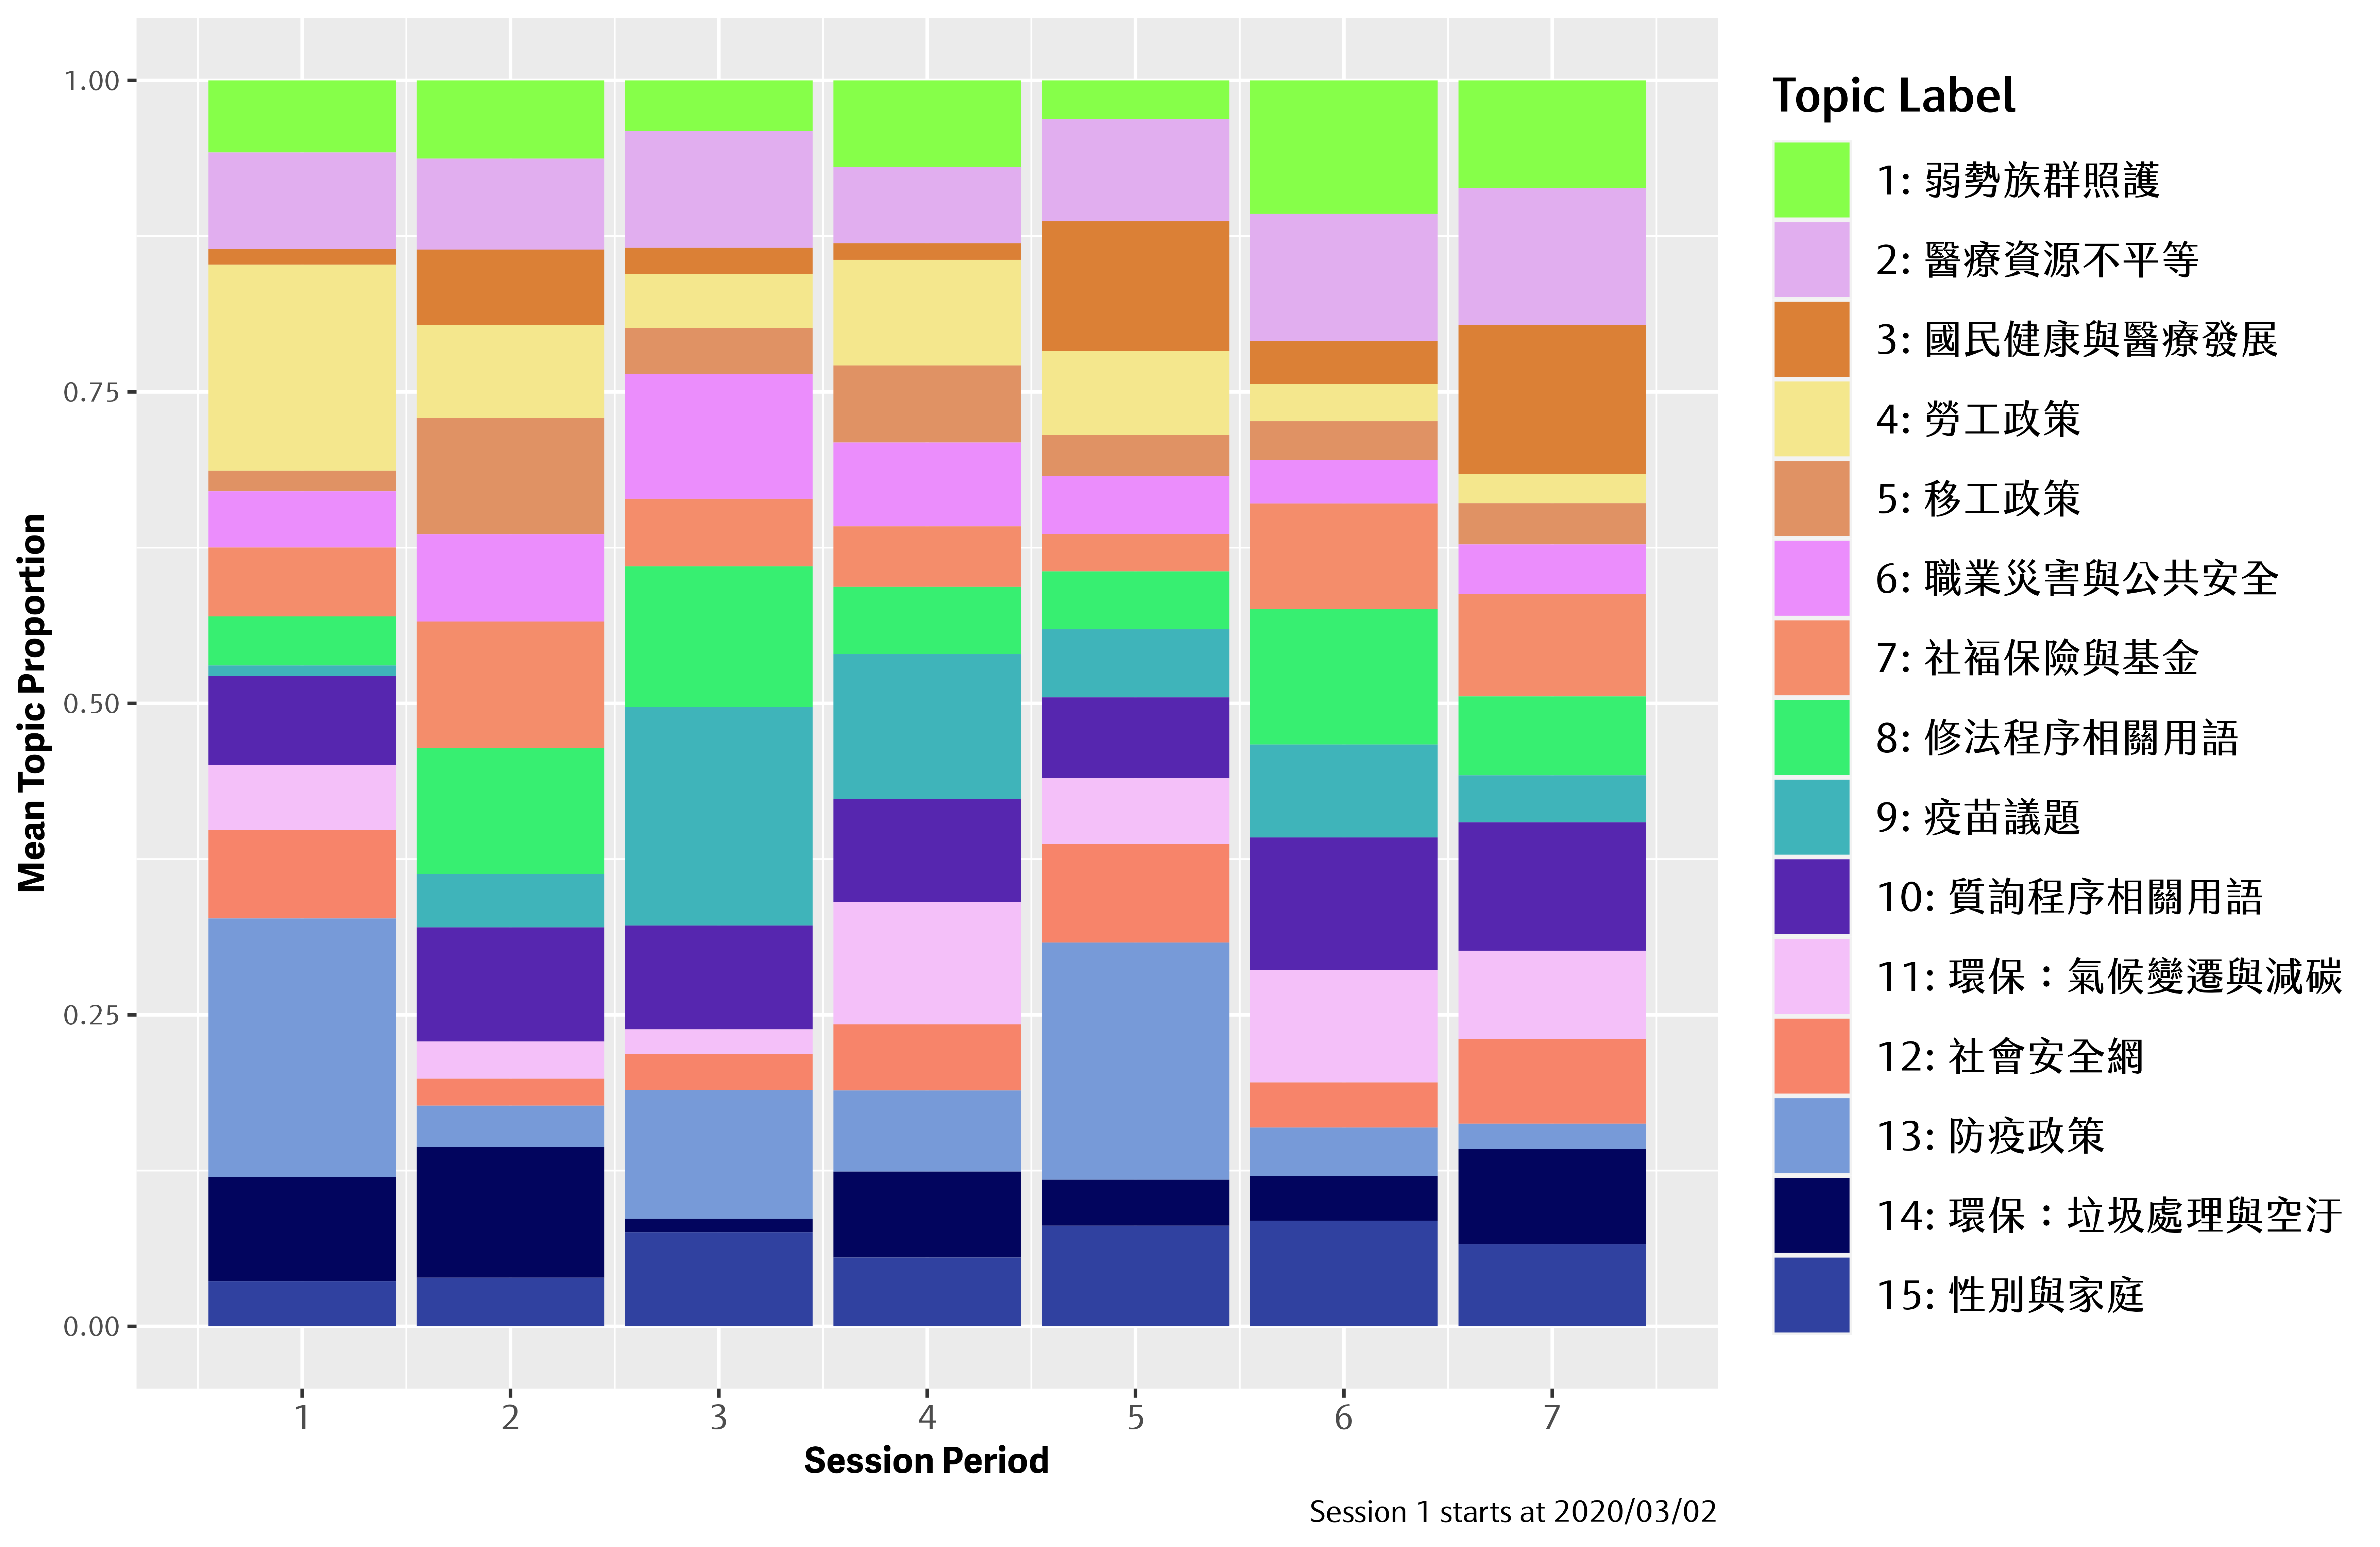 1.00
0.75
0.50
0.25
0.00
Mean Topic Proportion
1
2
3
4
5
6
7
Session Period
Session 1 starts at 2020/03/02
Topic Label
1: 弱勢族群照護
2: 醫療資源不平等
3: 國民健康與醫療發展
4: 勞工政策
5: 移工政策
6: 職業災害與公共安全
7: 社福保險與基金
8: 修法程序相關用語
9: 疫苗議題
10: 質詢程序相關用語
11: 環保：氣候變遷與減碳
12: 社會安全網
13: 防疫政策
14: 環保：垃圾處理與空汙
15: 性別與家庭